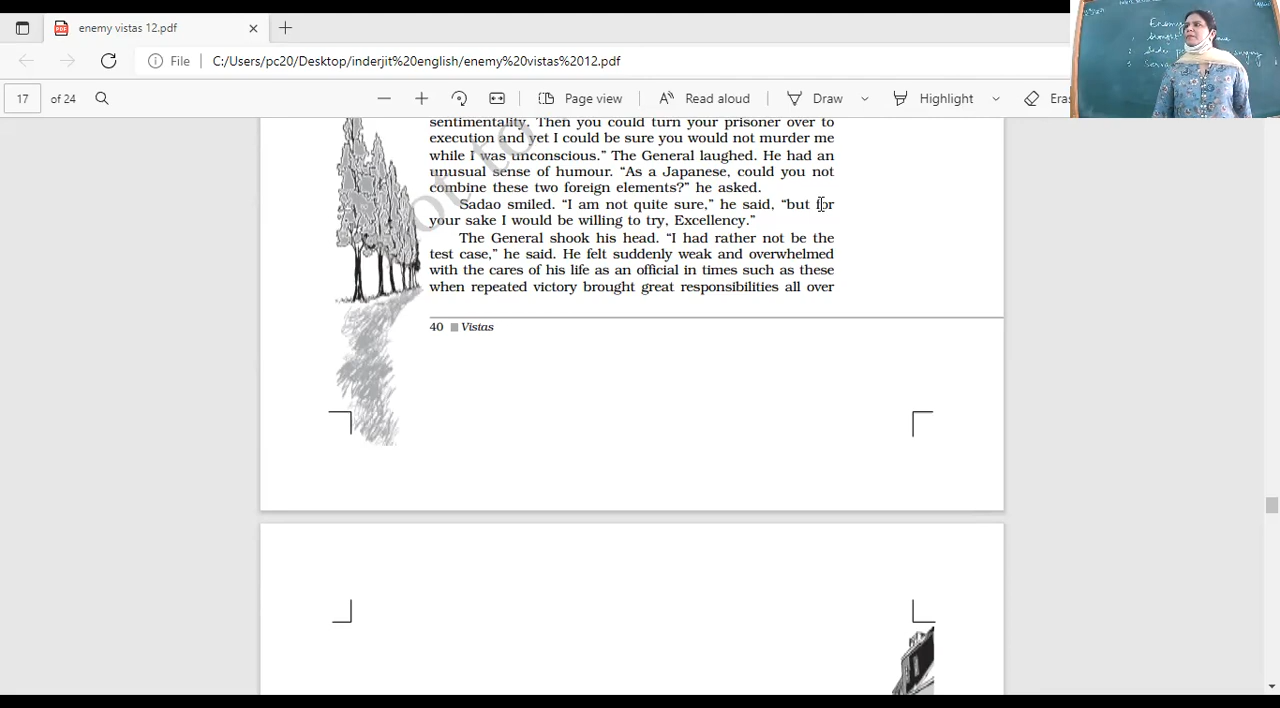 enemy vistas 12.pdf
File C:/Users/pc20/Desktop/inderjit%20english/enemy%20vistas%2012.pdf
17 of 24 Page view Read aloud Draw Highlight Eras
Enemy
sentimentality. Then you could turn your prisoner over to
execution and yet I could be sure you would not murder me
while I was unconscious.” The General laughed. He had an
unusual sense of humour. “As a Japanese, could you not
combine these two foreign elements?” he asked.
Sadao smiled. “I am not quite sure,” he said, “but for
your sake I would be willing to try, Excellency.”
The General shook his head. “I had rather not be the
test case,” he said. He felt suddenly weak and overwhelmed
with the cares of his life as an official in times such as these
when repeated victory brought great responsibilities all over
40 Vistas
not to